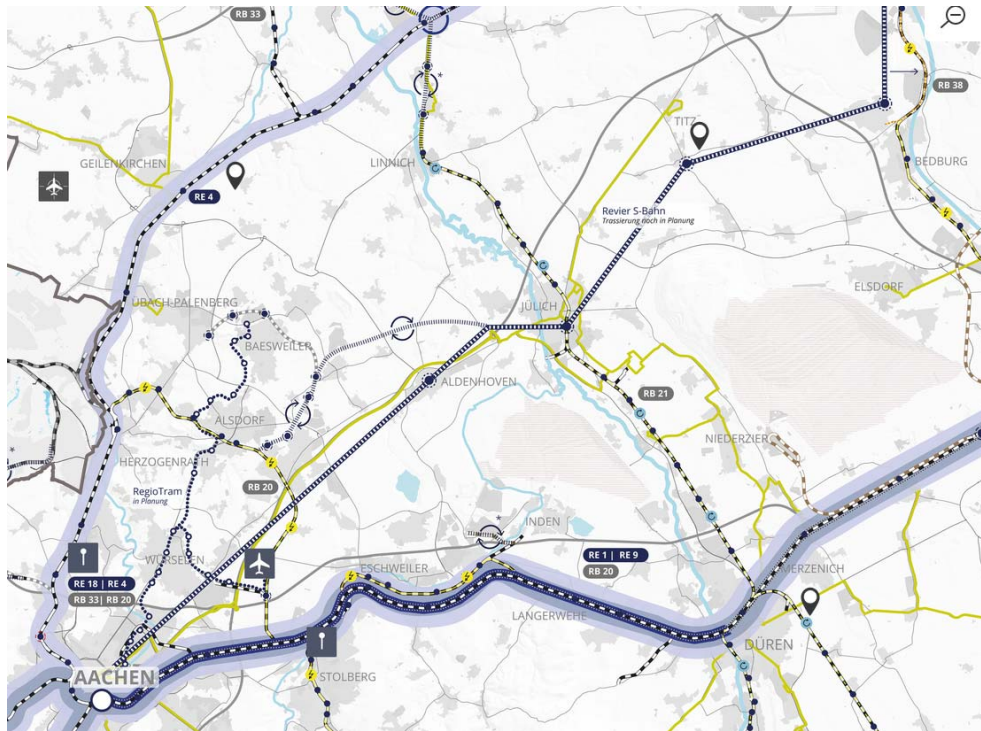 RB 33
RB 38
TITZ
LINNICH
BEDBURG
GEILENKIRCHEN
RE 4
Revier S-Bahn
Trassierung noch in Planung
ELSDORF
ÜBACH-PALENBERG
JÜLICH
BAESWEILER
ALDENHOVEN
RB 21
ALSDORF
NIEDERZIER
HERZOGENRATH
RB 20
RegioTram
in Planung
INDEN
RE 1 | RE 9
RB 20
WÜRSELEN
ESCHWEILER
MERZENICH
RE 18 | RE 4
RB 33| RB 20
LANGERWEHE
DÜREN
AACHEN
STOLBERG